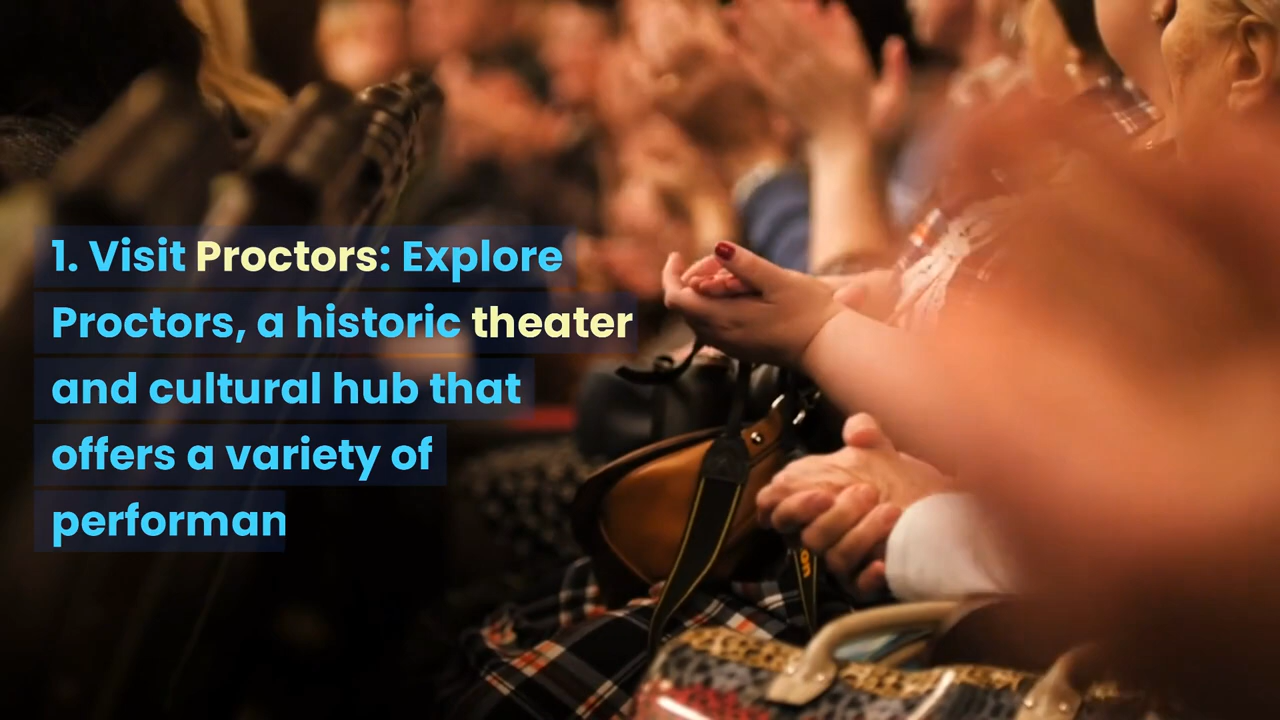 1. Visit Proctors: Explore
Proctors, a historic theater
and cultural hub that
offers a variety of
performan